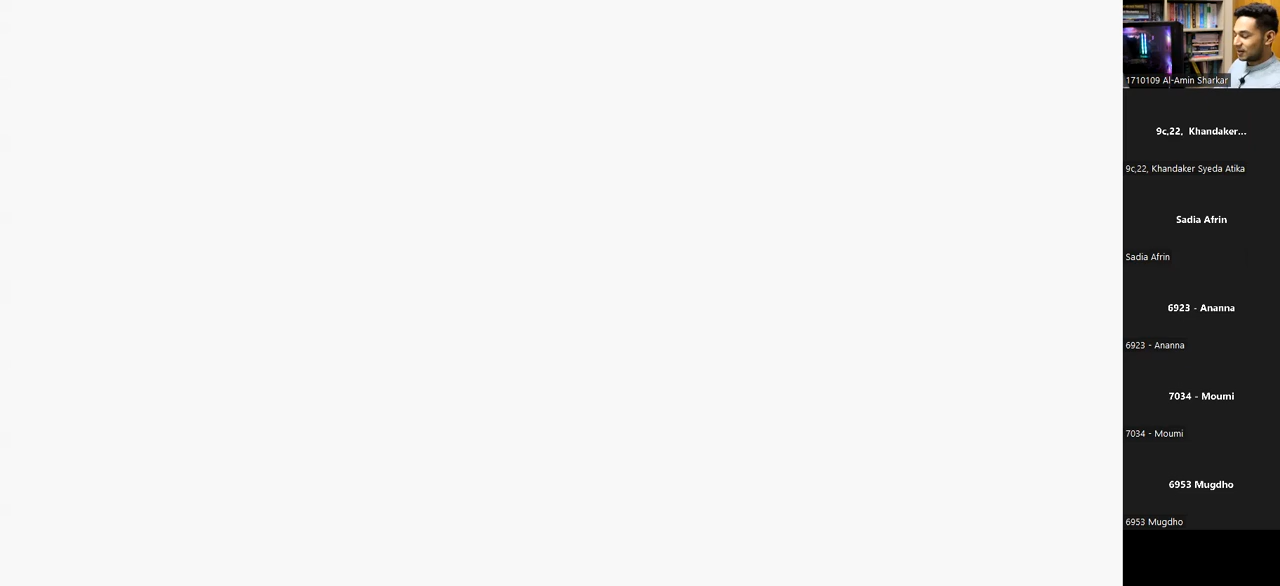 1710109 Al-Amin Sharkar
9c,22, Khandaker...
9c,22, Khandaker Syeda Atika
Sadia Afrin
Sadia Afrin
6923 - Ananna
6923 - Ananna
7034 - Moumi
7034 - Moumi
6953 Mugdho
6953 Mugdho